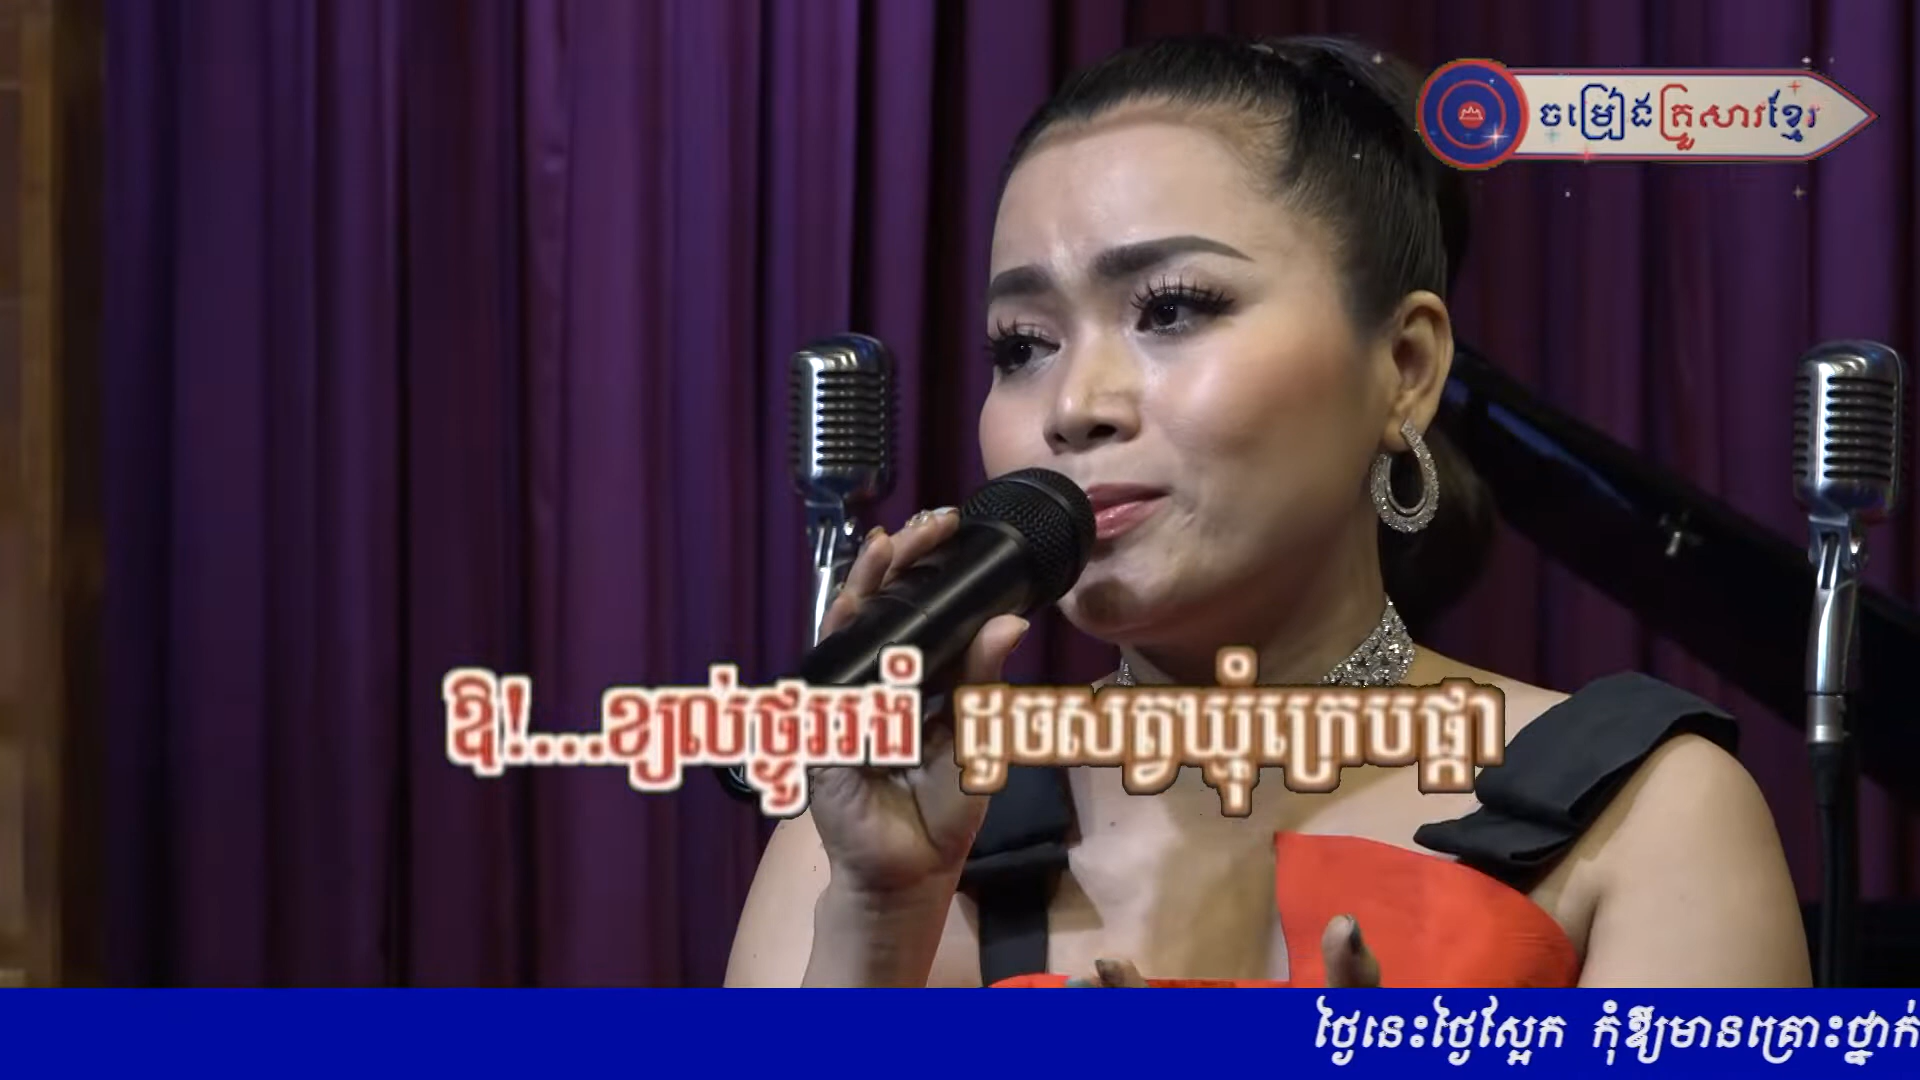 ចម្រៀងគ្រួសារខ្មែរ
ឱ!....ខ្យល់ថ្ងូររងំ ដូចសត្វឃ្មុំក្រេបផ្កា
ថ្ងៃនេះថ្ងៃស្អែក កុំឱ្យមានគ្រោះថ្នាក់